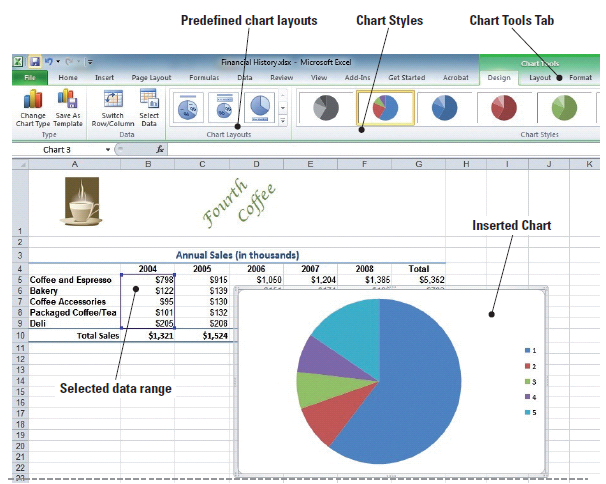 Predefined chart layouts Chart Styles Chart Tools Tab
Financial History.xlsx - Microsoft Excel Chart Tools
File Home Insert Page Layout Formulas Data Review View Add-Ins Get Started Acrobat Design Layout Format
Change Chart Type Save As Template Switch Row/Column Select Data
Type Data Chart Layouts Chart Styles
Chart 3 fx
A B C D E F G H I J K
Fourth
Coffee
Inserted Chart
1
2
3 Annual Sales (in thousands)
4 2004 2005 2006 2007 2008 Total
5 Coffee and Espresso $798 $915 $1,050 $1,204 $1,385 $5,362
6 Bakery $122 $139
7 Coffee Accessories $95 $130
8 Packaged Coffee/Tea $101 $132
9 Deli $205 $208
10 Total Sales $1,321 $1,524
11
12
13
14
15
16
17
18
19
20
21
22
23
Selected data range
1
2
3
4
5